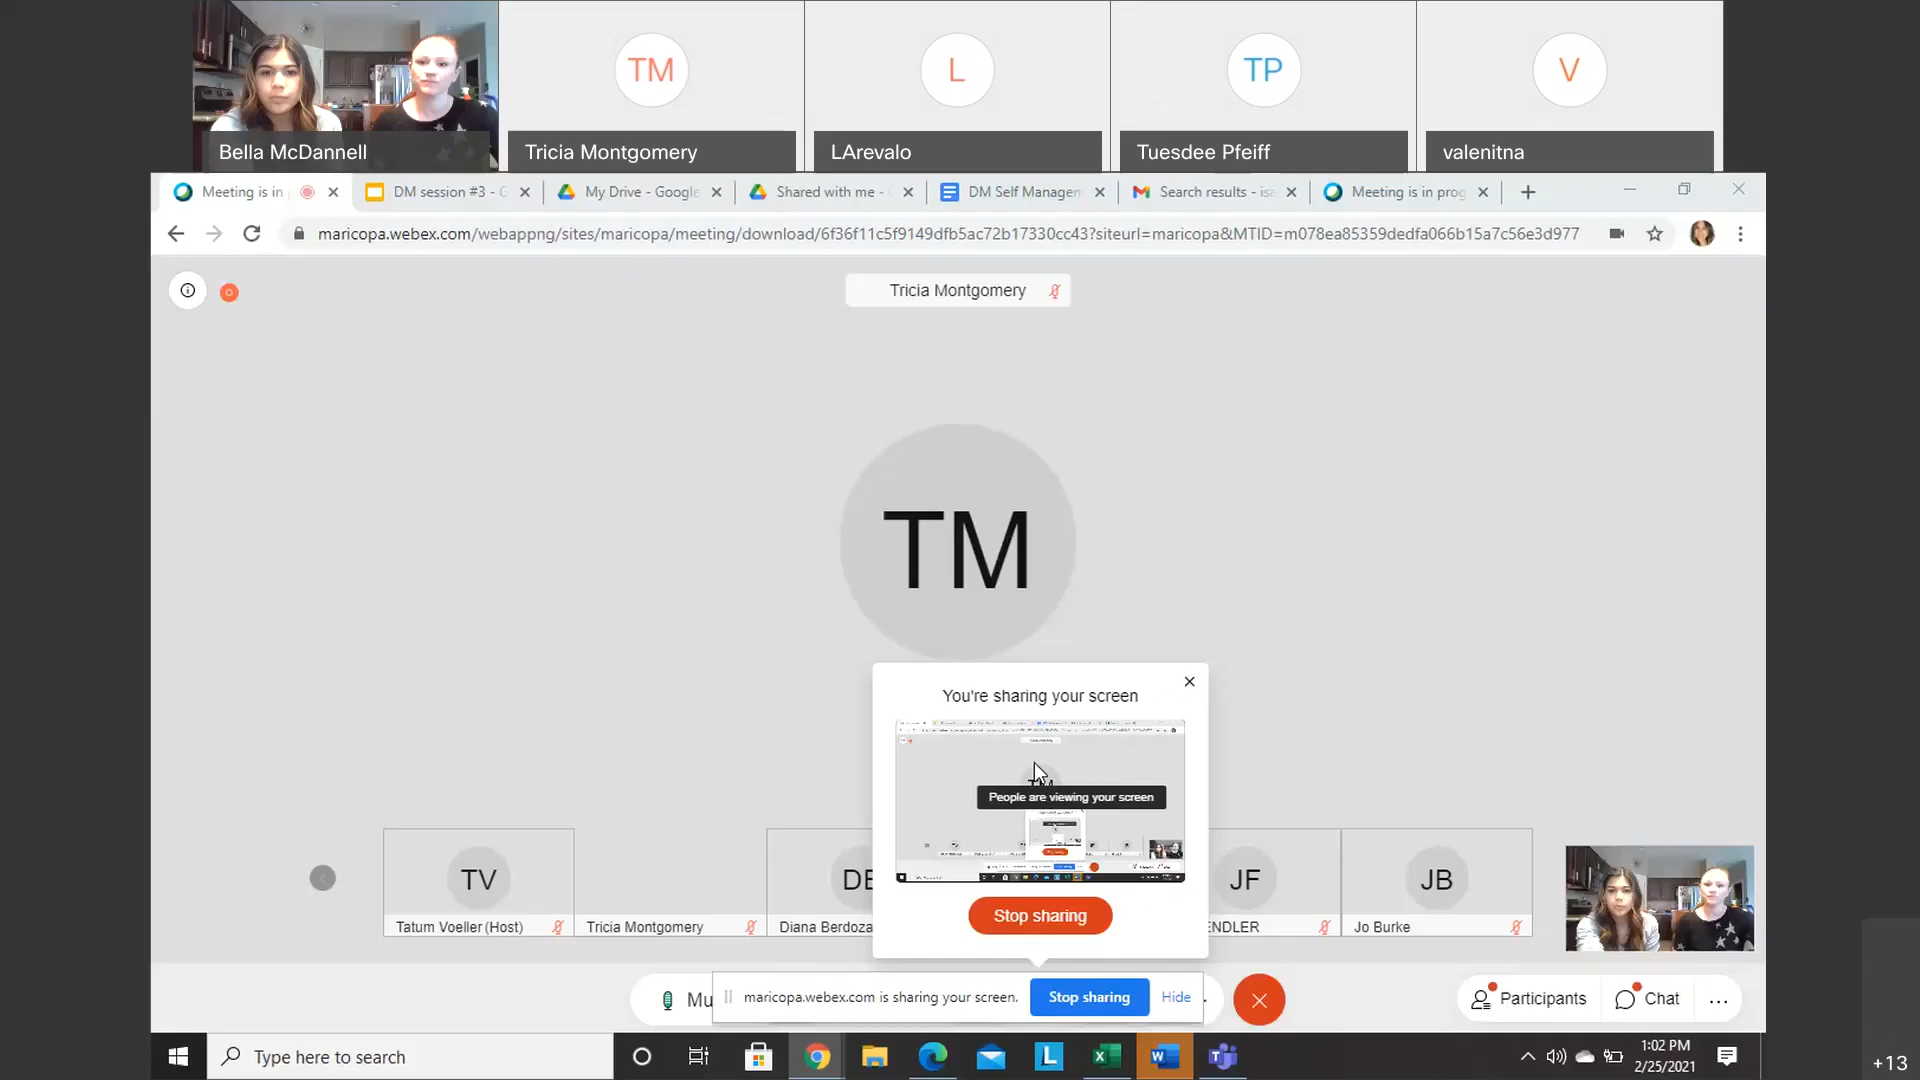 TM
L
TP
V
Bella McDannell
Tricia Montgomery
LArevalo
Tuesdee Pfeiff
valenitna
Meeting is in
DM session #3 - G
My Drive - Google
Shared with me -
DM Self Managem
Search results - isa
Meeting is in prog
maricopa.webex.com/webappng/sites/maricopa/meeting/download/6f36f11c5f9149dfb5ac72b17330cc43?siteurl=maricopa&MTID=m078ea85359dedfa066b15a7c56e3d977
Tricia Montgomery
TM
You're sharing your screen
People are viewing your screen
Stop sharing
TV
DE
JF
JB
Tatum Voeller (Host)
Tricia Montgomery
Diana Berdoza
ENDLER
Jo Burke
Mu
maricopa.webex.com is sharing your screen.
Stop sharing
Hide
Participants
Chat
Type here to search
1:02 PM
2/25/2021
+13